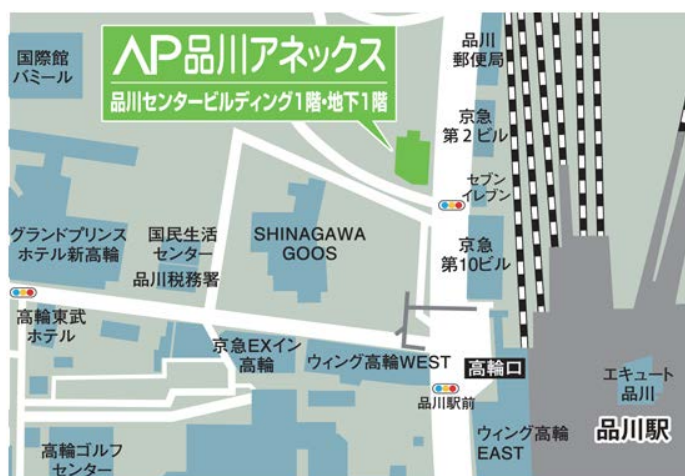 国際館
パミール
AP品川アネックス
品川センタービルディング1階・地下1階
品川
郵便局
京急
第2ビル
セブン
イレブン
グランドプリンス
ホテル新高輪
国民生活
センター
品川税務署
SHINAGAWA
GOOS
京急
第10ビル
高輪東武
ホテル
京急EXイン
高輪
ウィング高輪WEST
高輪口
品川駅前
エキュート
品川
品川駅
ウィング高輪
EAST
高輪ゴルフ
センター